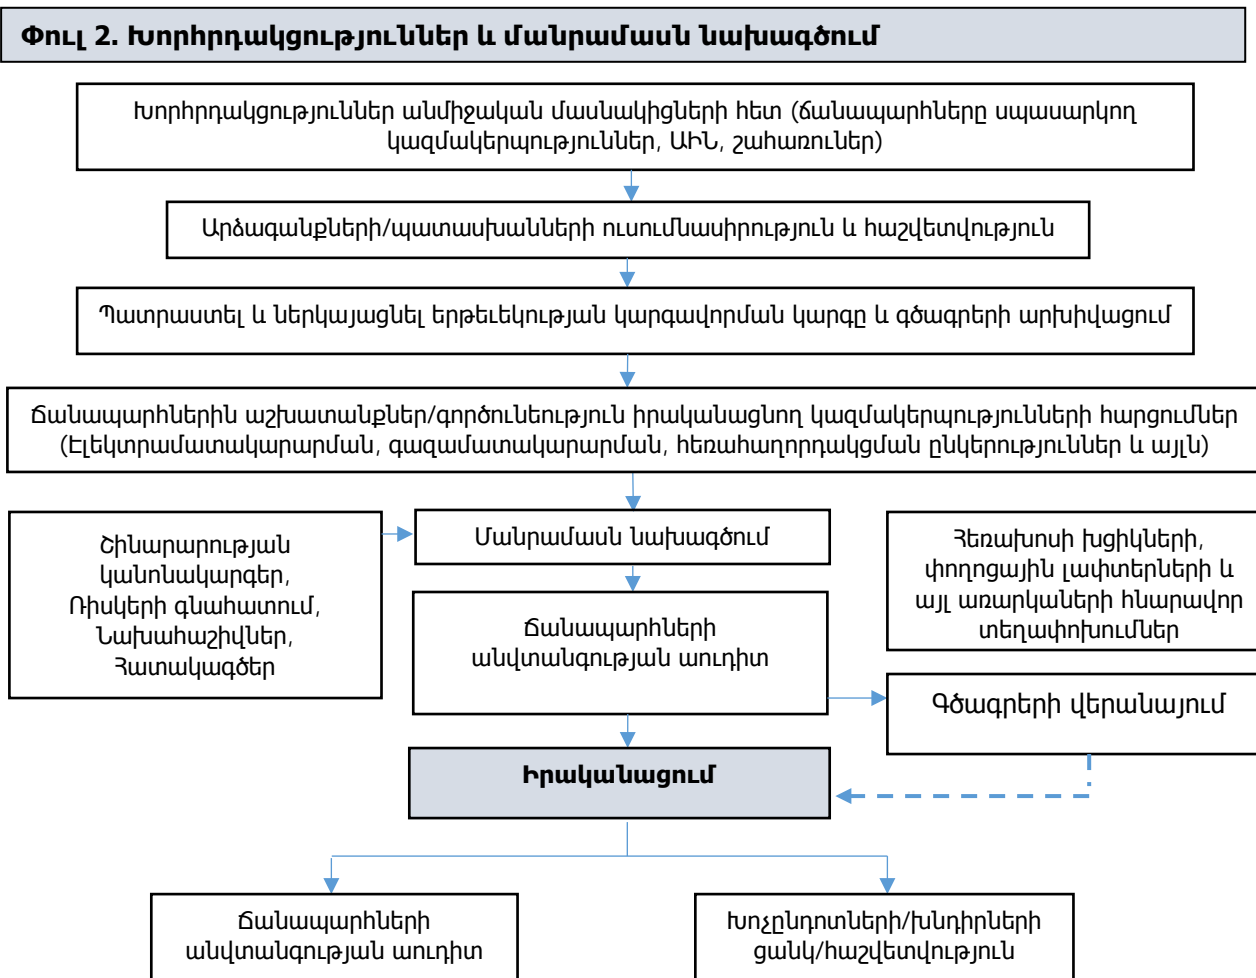 Փուլ 2. Խորհրդակցություններ և մանրամասն նախագծում
Խորհրդակցություններ անմիջական մասնակիցների հետ (ճանապարհները սպասարկող
կազմակերպություններ, ԱԻՆ, շահառուներ)
Արձագանքների/պատասխանների ուսումնասիրություն և հաշվետվություն
Պատրաստել և ներկայացնել երթեւեկության կարգավորման կարգը և գծագրերի արխիվացում
Ճանապարհներին աշխատանքներ/գործունեություն իրականացնող կազմակերպությունների հարցումներ
(Էլեկտրամատակարարման, գազամատակարարման, հեռահաղորդակցման ընկերություններ և այլն)
Շինարարության
կանոնակարգեր,
Ռիսկերի գնահատում,
Նախահաշիվներ,
Հատակագծեր
Մանրամասն նախագծում
Հեռախոսի խցիկների,
փողոցային լափտերների և
այլ առարկաների հնարավոր
տեղափոխումներ
Ճանապարհների
անվտանգության աուդիտ
Գծագրերի վերանայում
Իրականացում
Ճանապարհների
անվտանգության աուդիտ
Խոչընդոտների/խնդիրների
ցանկ/հաշվետվություն